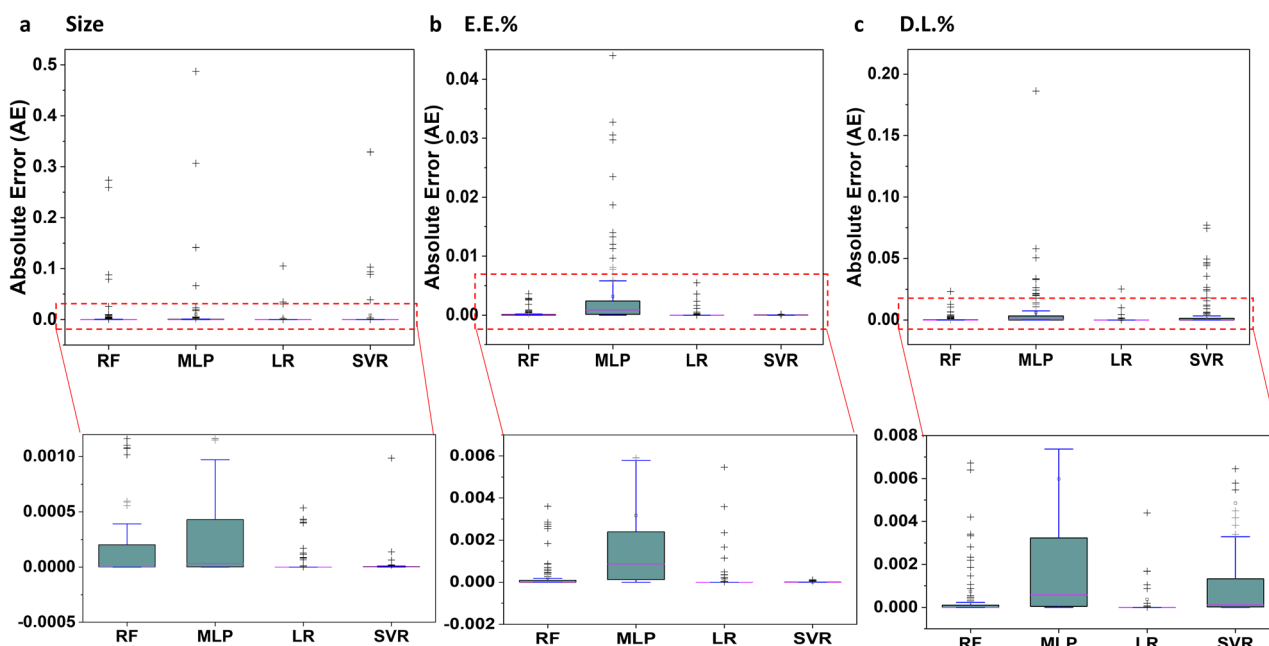 a Size
b E.E.%
c D.L.%
Absolute Error (AE)
0.5
0.4
0.3
0.2
0.1
0.0
RF MLP LR SVR
Absolute Error (AE)
0.04
0.03
0.02
0.01
0.00
RF MLP LR SVR
Absolute Error (AE)
0.20
0.15
0.10
0.05
0.00
RF MLP LR SVR
0.0010
0.0005
0.0000
-0.0005
RF MLP LR SVR
0.006
0.004
0.002
0.000
-0.002
RF MLP LR SVR
0.008
0.006
0.004
0.002
0.000
RF MLP LR SVR